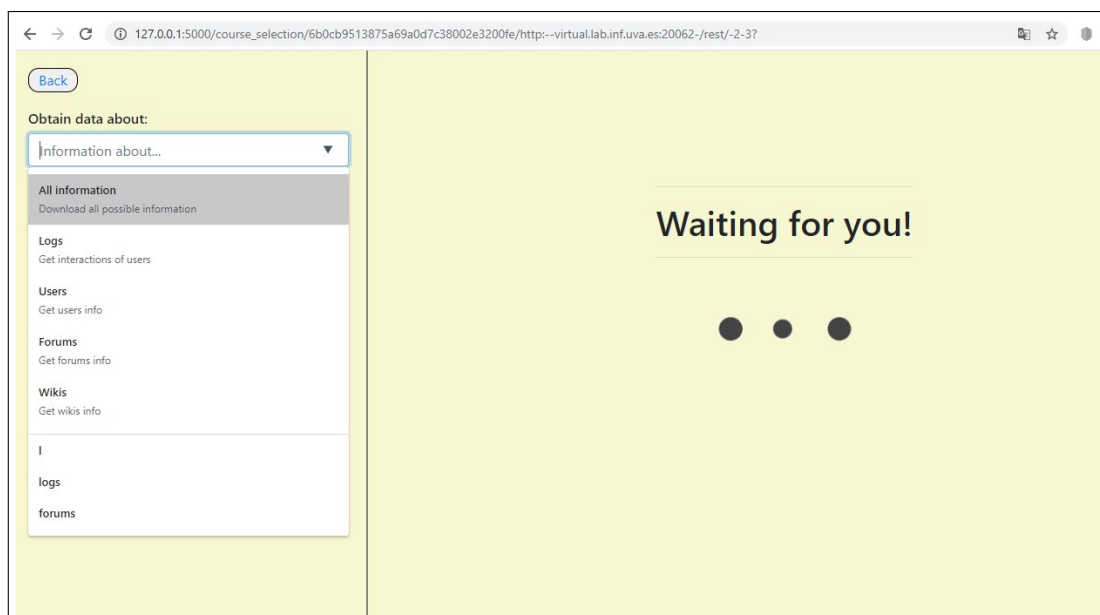 127.0.0.1:5000/course_selection/6b0cb9513875a69a0d7c38002e3200fe/http:--virtual.lab.inf.uva.es:20062-/rest/-2-3?
Back
Obtain data about:
Information about...
All information
Download all possible information
Logs
Get interactions of users
Users
Get users info
Forums
Get forums info
Wikis
Get wikis info
l
logs
forums
Waiting for you!